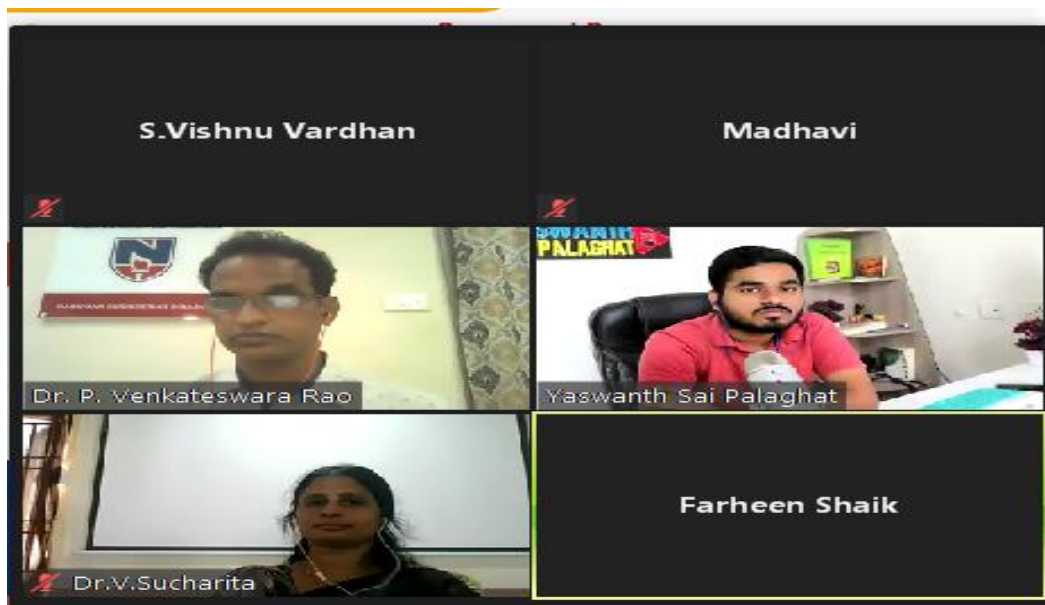 S.Vishnu Vardhan
Madhavi
N
Dr. P. Venkateswara Rao
PALAGHAT
Yaswanth Sai Palaghat
Dr.V.Sucharita
Farheen Shaik